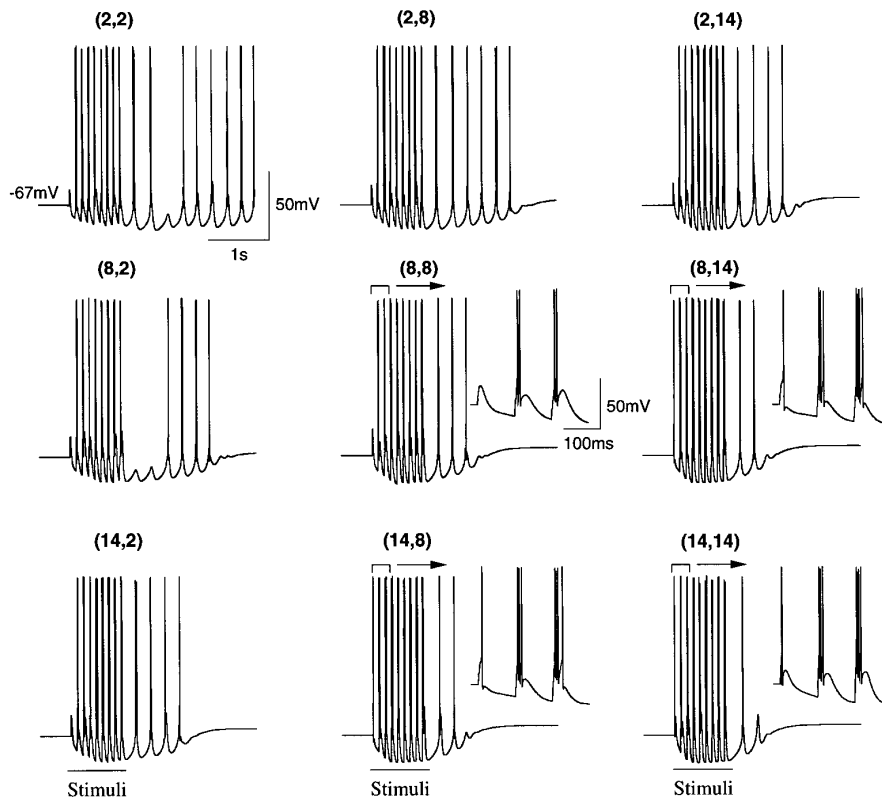 (2,2) (2,8) (2,14)
-67mV
50mV
1s
(8,2) (8,8) (8,14)
50mV
100ms
(14,2) (14,8) (14,14)
Stimuli Stimuli Stimuli